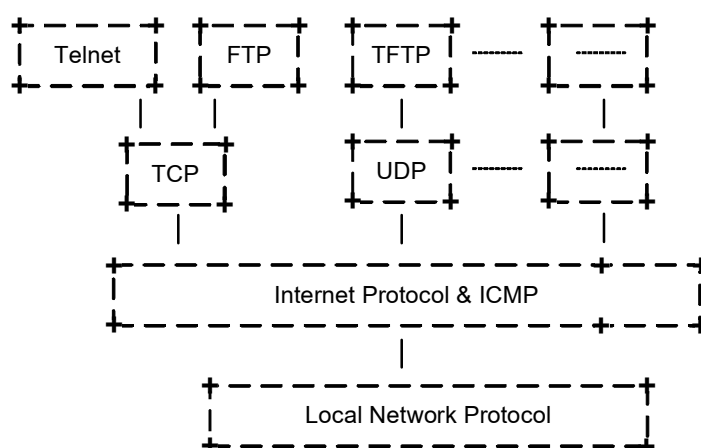 Telnet FTP TFTP
TCP UDP
Internet Protocol & ICMP
Local Network Protocol